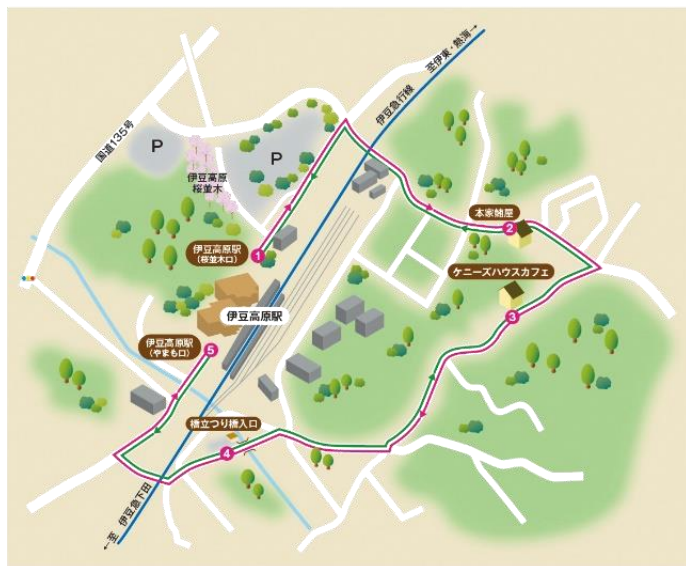 至伊東・熱海→
伊豆急行線
国道135号
P
P
伊豆高原
桜並木
本家鮪屋
2
伊豆高原駅
(桜並木口)
1
ケニーズハウスカフェ
3
伊豆高原駅
伊豆高原駅
(やまも口)
5
橋立つり橋入口
4
←至 伊豆急下田